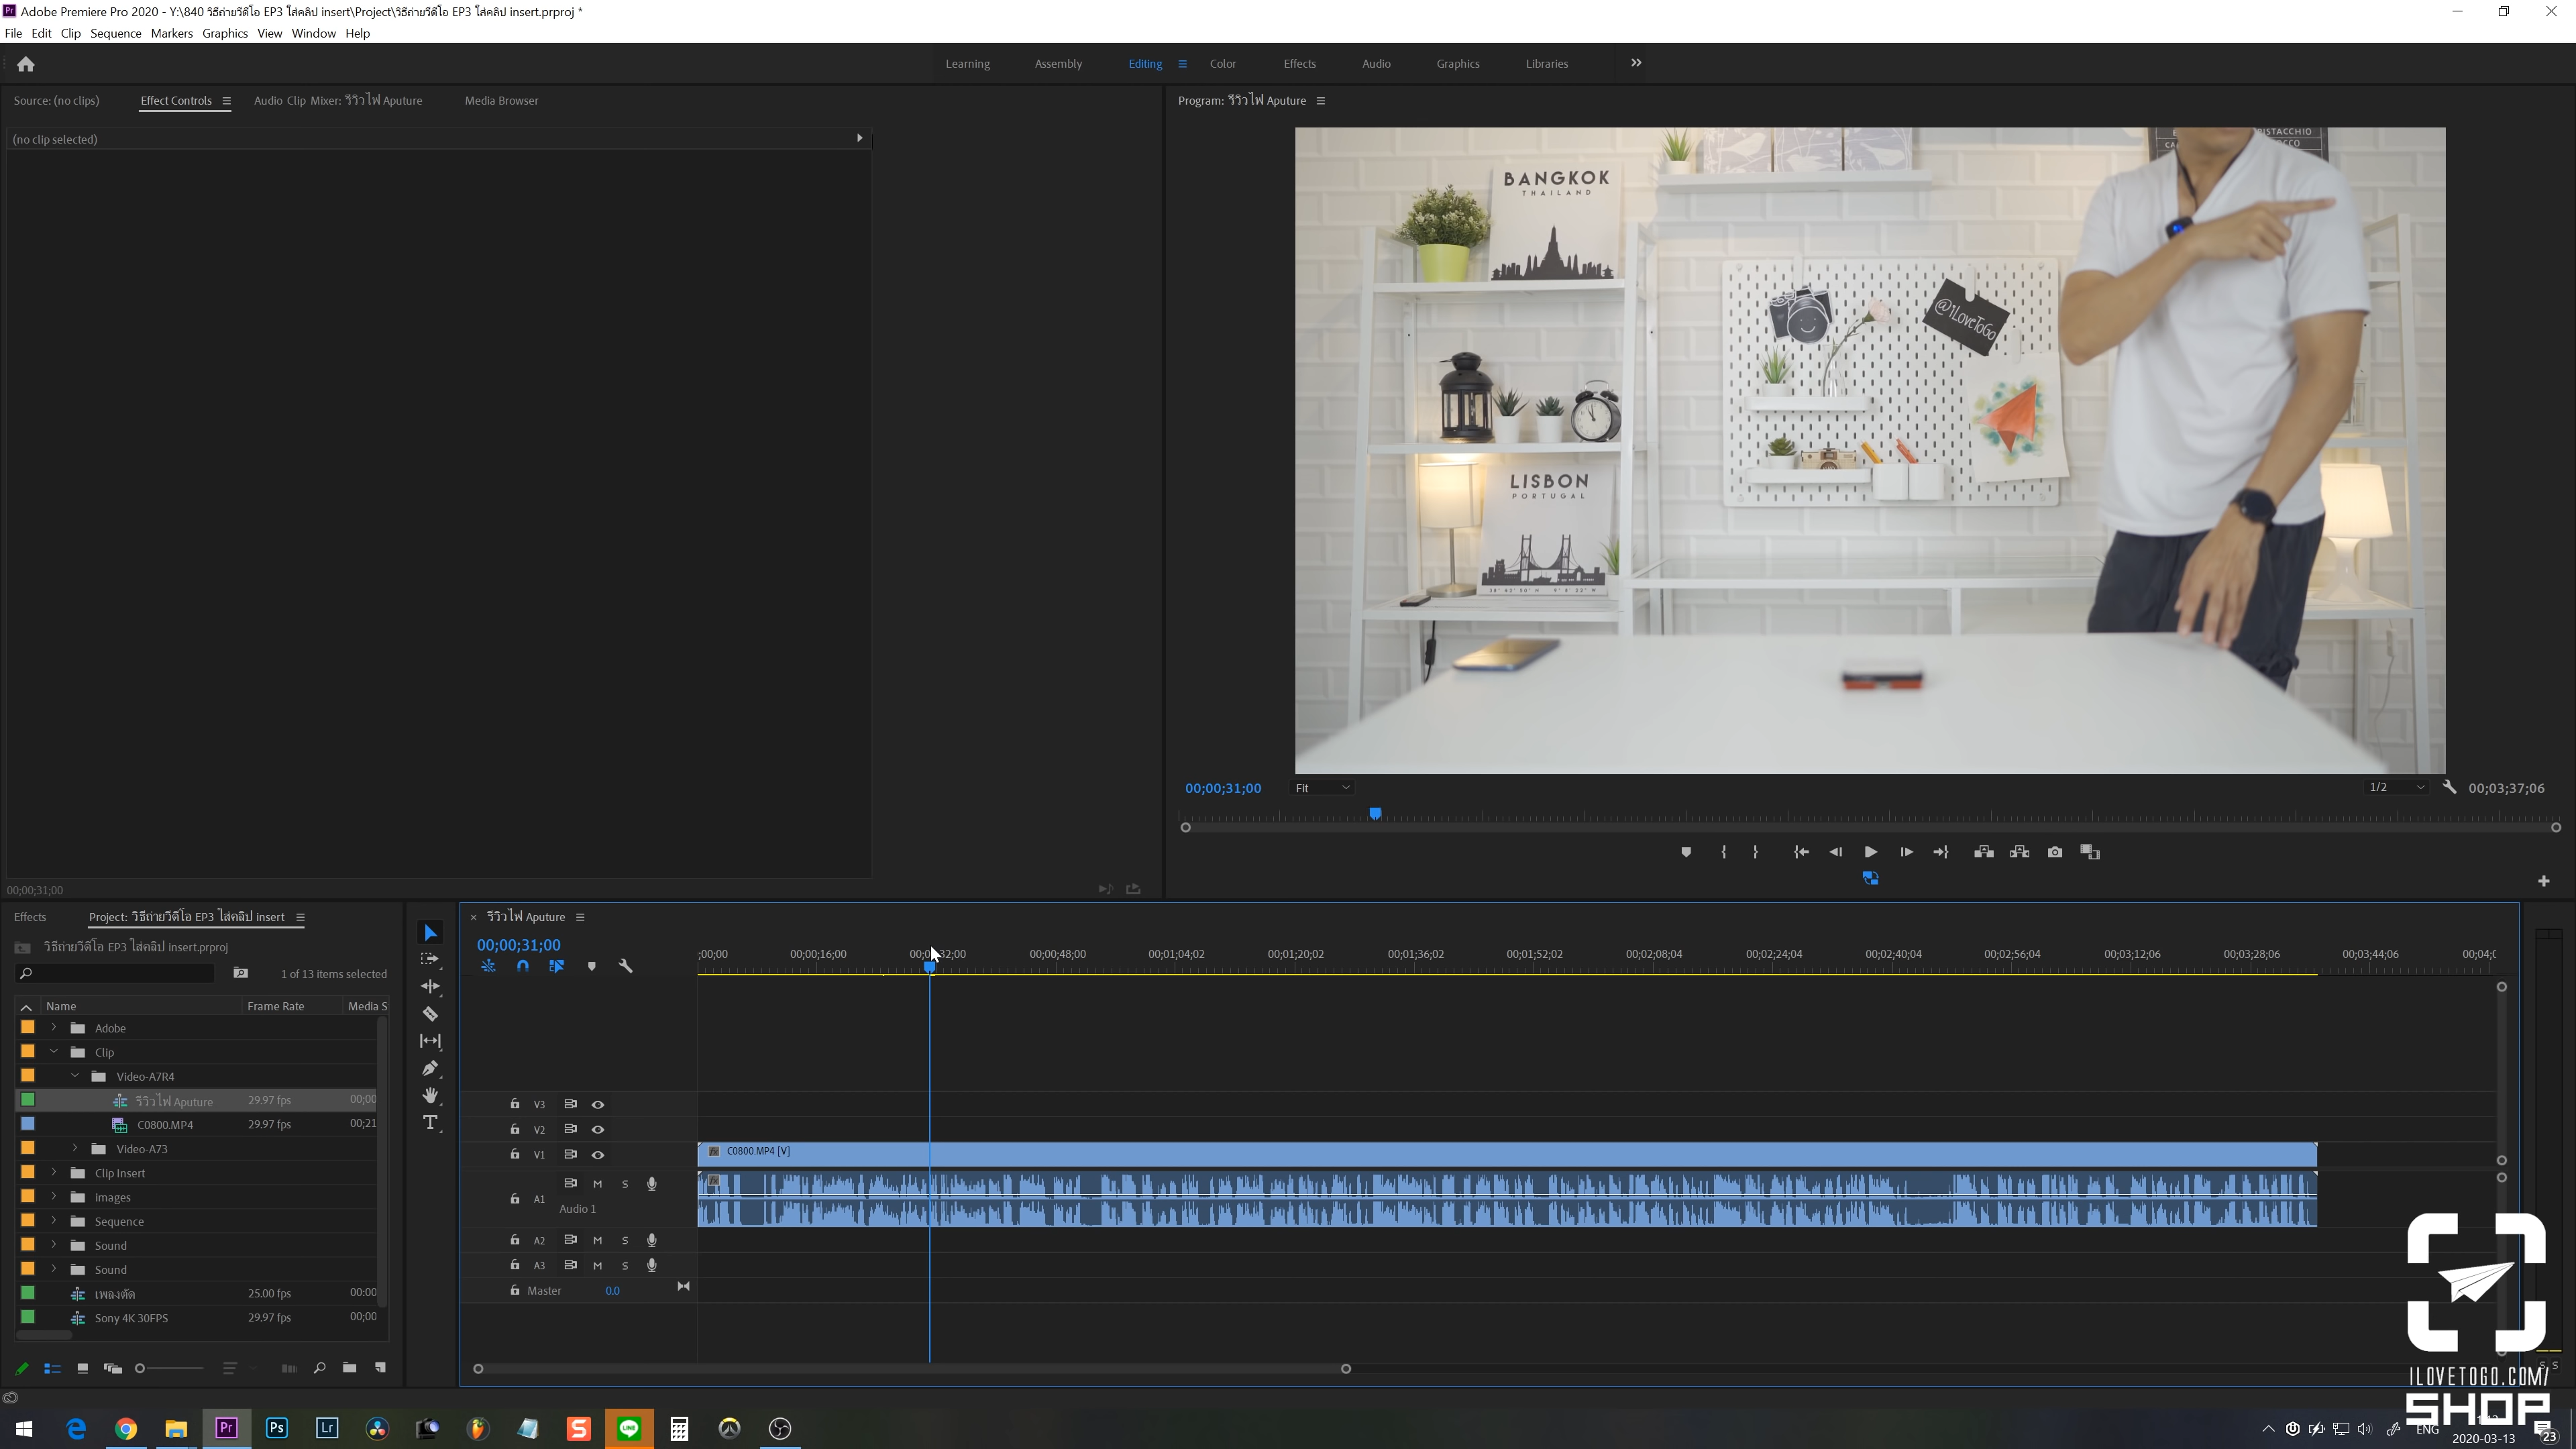 Adobe Premiere Pro 2020 - Y:\840 วิธีถ่ายวีดีโอ EP3 ใส่คลิป insert\Project\วิธีถ่ายวีดีโอ EP3 ใส่คลิป insert.prproj *
File Edit Clip Sequence Markers Graphics View Window Help
Learning Assembly Editing Color Effects Audio Graphics Libraries
Source: (no clips) Effect Controls Audio Clip Mixer: รีวิวไฟ Aputure Media Browser
Program: รีวิวไฟ Aputure
(no clip selected)
PISTACCHIO
BANGKOK
THAILAND
@iLoveToGo
LISBON
PORTUGAL
00;00;31;00 Fit 1/2 00;03;37;06
00;00;31;00
Effects Project: วิธีถ่ายวีดีโอ EP3 ใส่คลิป insert
วิธีถ่ายวีดีโอ EP3 ใส่คลิป insert.prproj
1 of 13 items selected
Name Frame Rate Media S
Adobe
Clip
Video-A7R4
รีวิวไฟ Aputure 29.97 fps 00;00
C0800.MP4 29.97 fps 00;21
Video-A73
Clip Insert
images
Sequence
Sound
Sound
เพลงตัด 25.00 fps 00:00
Sony 4K 30FPS 29.97 fps 00;00
รีวิวไฟ Aputure
00;00;31;00
;00;00 00;00;16;00 00;00;32;00 00;00;48;00 00;01;04;02 00;01;20;02 00;01;36;02 00;01;52;02 00;02;08;04 00;02;24;04 00;02;40;04 00;02;56;04 00;03;12;06 00;03;28;06 00;03;44;06 00;04;0
V3
V2
V1 C0800.MP4 [V]
A1 M S
Audio 1
A2 M S
A3 M S
Master 0.0
S S
ILOVETOGO.COM/
SHOP
Pr Ps Lr S LINE
ENG
2020-03-13 23